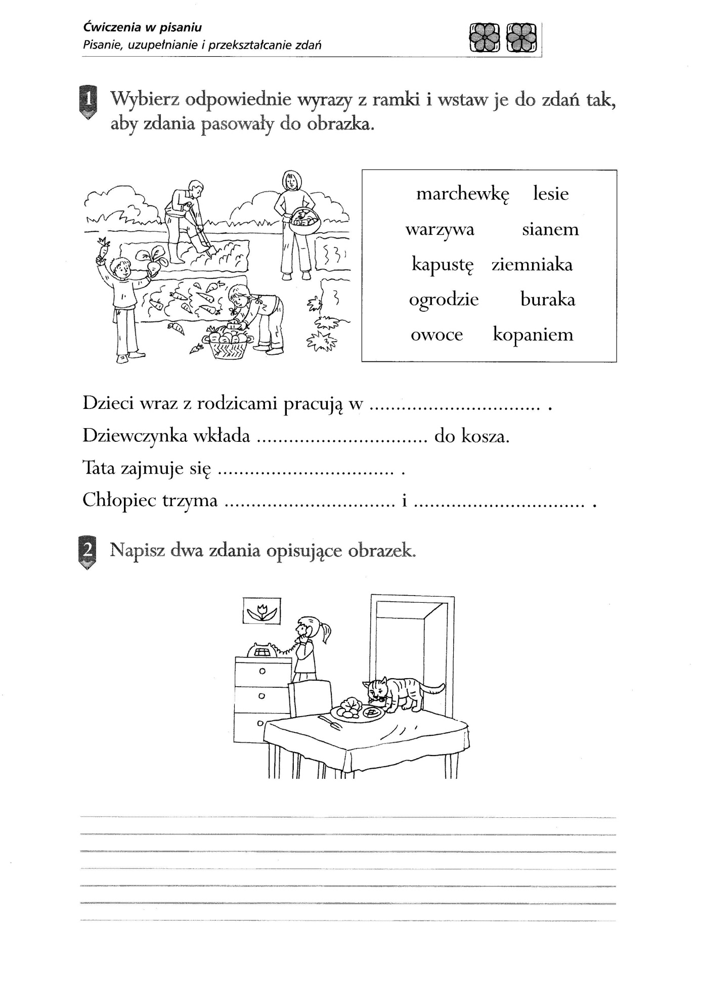 Ćwiczenia w pisaniu
Pisanie, uzupełnianie i przekształcanie zdań
1 Wybierz odpowiednie wyrazy z ramki i wstaw je do zdań tak,
aby zdania pasowały do obrazka.
marchewkę lesie
warzywa sianem
kapustę ziemniaka
ogrodzie buraka
owoce kopaniem
Dzieci wraz z rodzicami pracują w ................................ .
Dziewczynka wkłada ................................ do kosza.
Tata zajmuje się ................................. .
Chłopiec trzyma ................................ i ................................ .
2 Napisz dwa zdania opisujące obrazek.